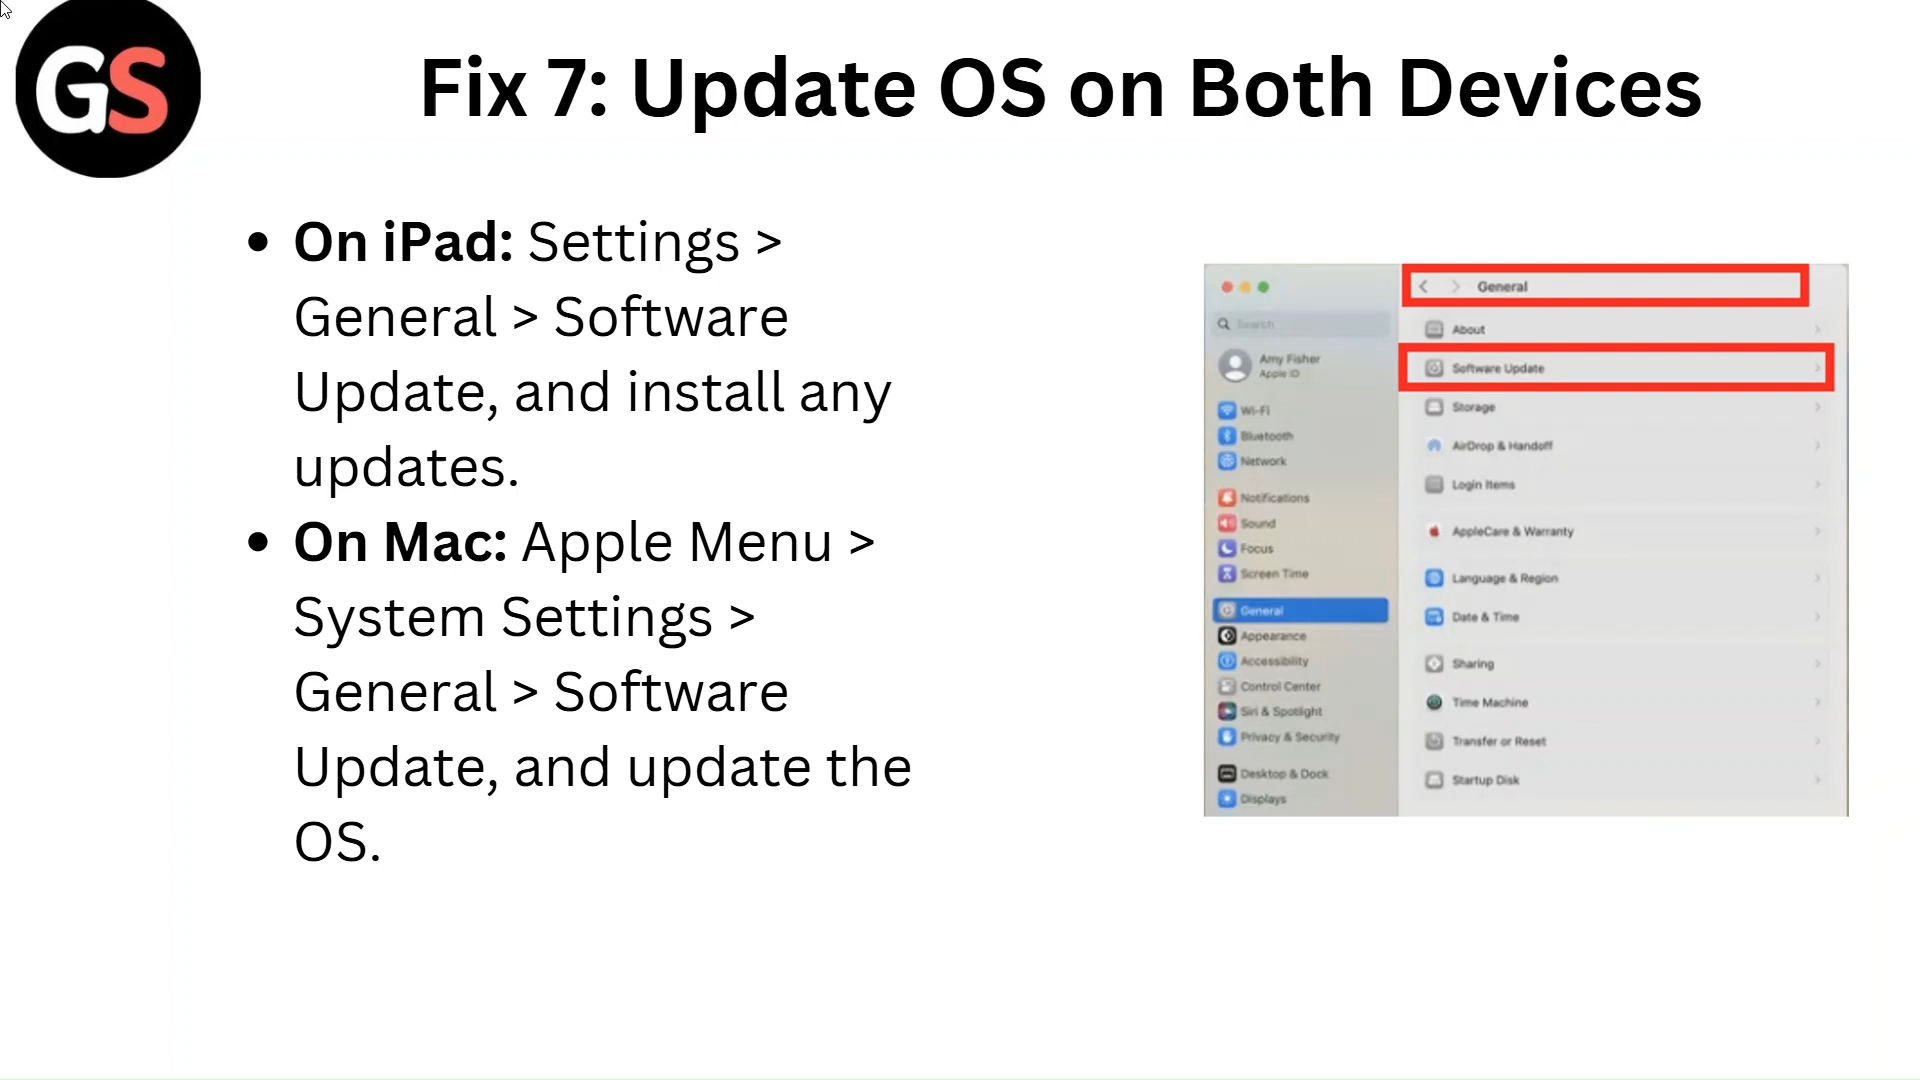 GS
Fix 7: Update OS on Both Devices
• On iPad: Settings >
General > Software
Update, and install any
updates.
• On Mac: Apple Menu >
System Settings >
General > Software
Update, and update the
OS.
Search
Amy Fisher
Apple ID
Wi-Fi
Bluetooth
Network
Notifications
Sound
Focus
Screen Time
General
Appearance
Accessibility
Control Center
Siri & Spotlight
Privacy & Security
Desktop & Dock
Displays
General
About
Software Update
Storage
AirDrop & Handoff
Login Items
AppleCare & Warranty
Language & Region
Date & Time
Sharing
Time Machine
Transfer or Reset
Startup Disk